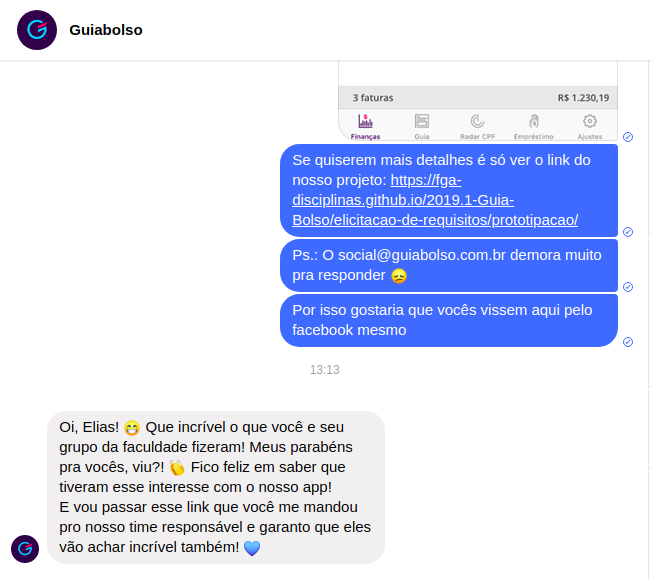 Guiabolso
3 faturas R$ 1.230,19
Finanças Guia Radar CPF Empréstimo Ajustes
Se quiserem mais detalhes é só ver o link do
nosso projeto: https://fga-
disciplinas.github.io/2019.1-Guia-
Bolso/elicitacao-de-requisitos/prototipacao/
Ps.: O social@guiabolso.com.br demora muito
pra responder 😞
Por isso gostaria que vocês vissem aqui pelo
facebook mesmo
13:13
Oi, Elias! 😁 Que incrível o que você e seu
grupo da faculdade fizeram! Meus parabéns
pra vocês, viu?! 👏 Fico feliz em saber que
tiveram esse interesse com o nosso app!
E vou passar esse link que você me mandou
pro nosso time responsável e garanto que eles
vão achar incrível também! 💙